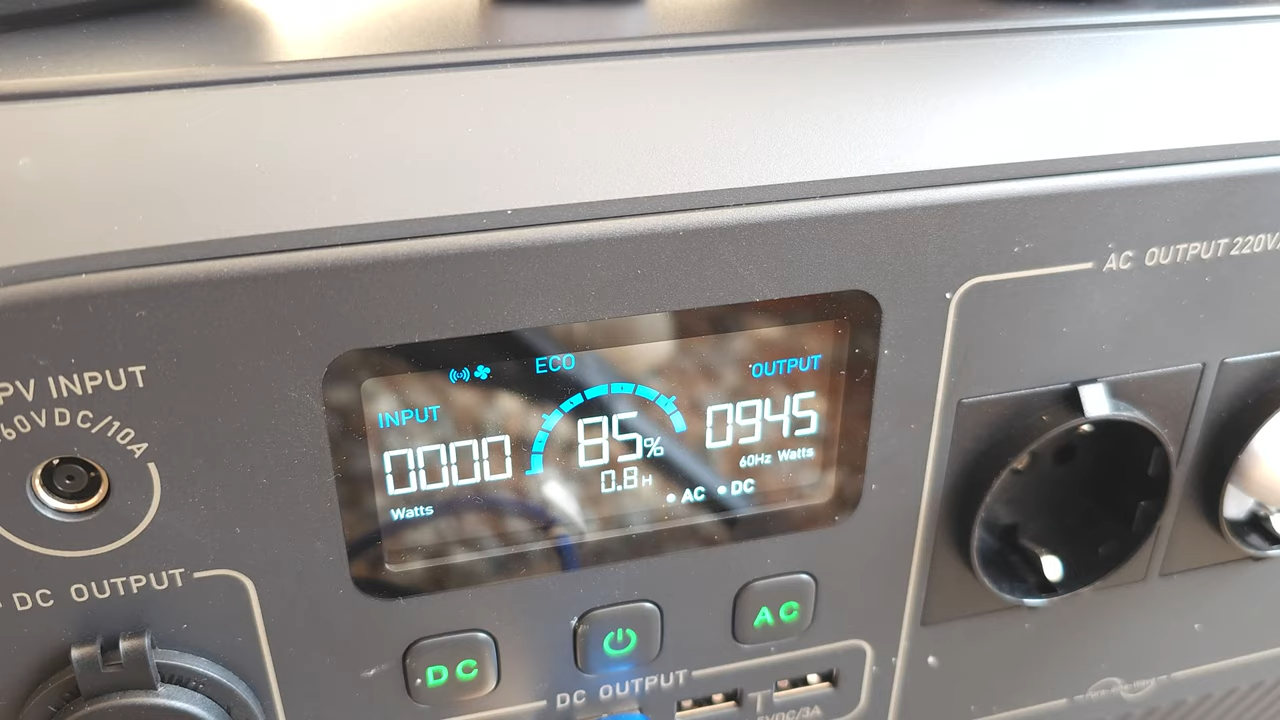 AC OUTPUT 220V
PV INPUT
60VDC/10A
ECO
INPUT
OUTPUT
0000
85%
0945
Watts
0.8H
60Hz Watts
AC
DC
DC OUTPUT
DC
AC
DC OUTPUT
5VDC/3A